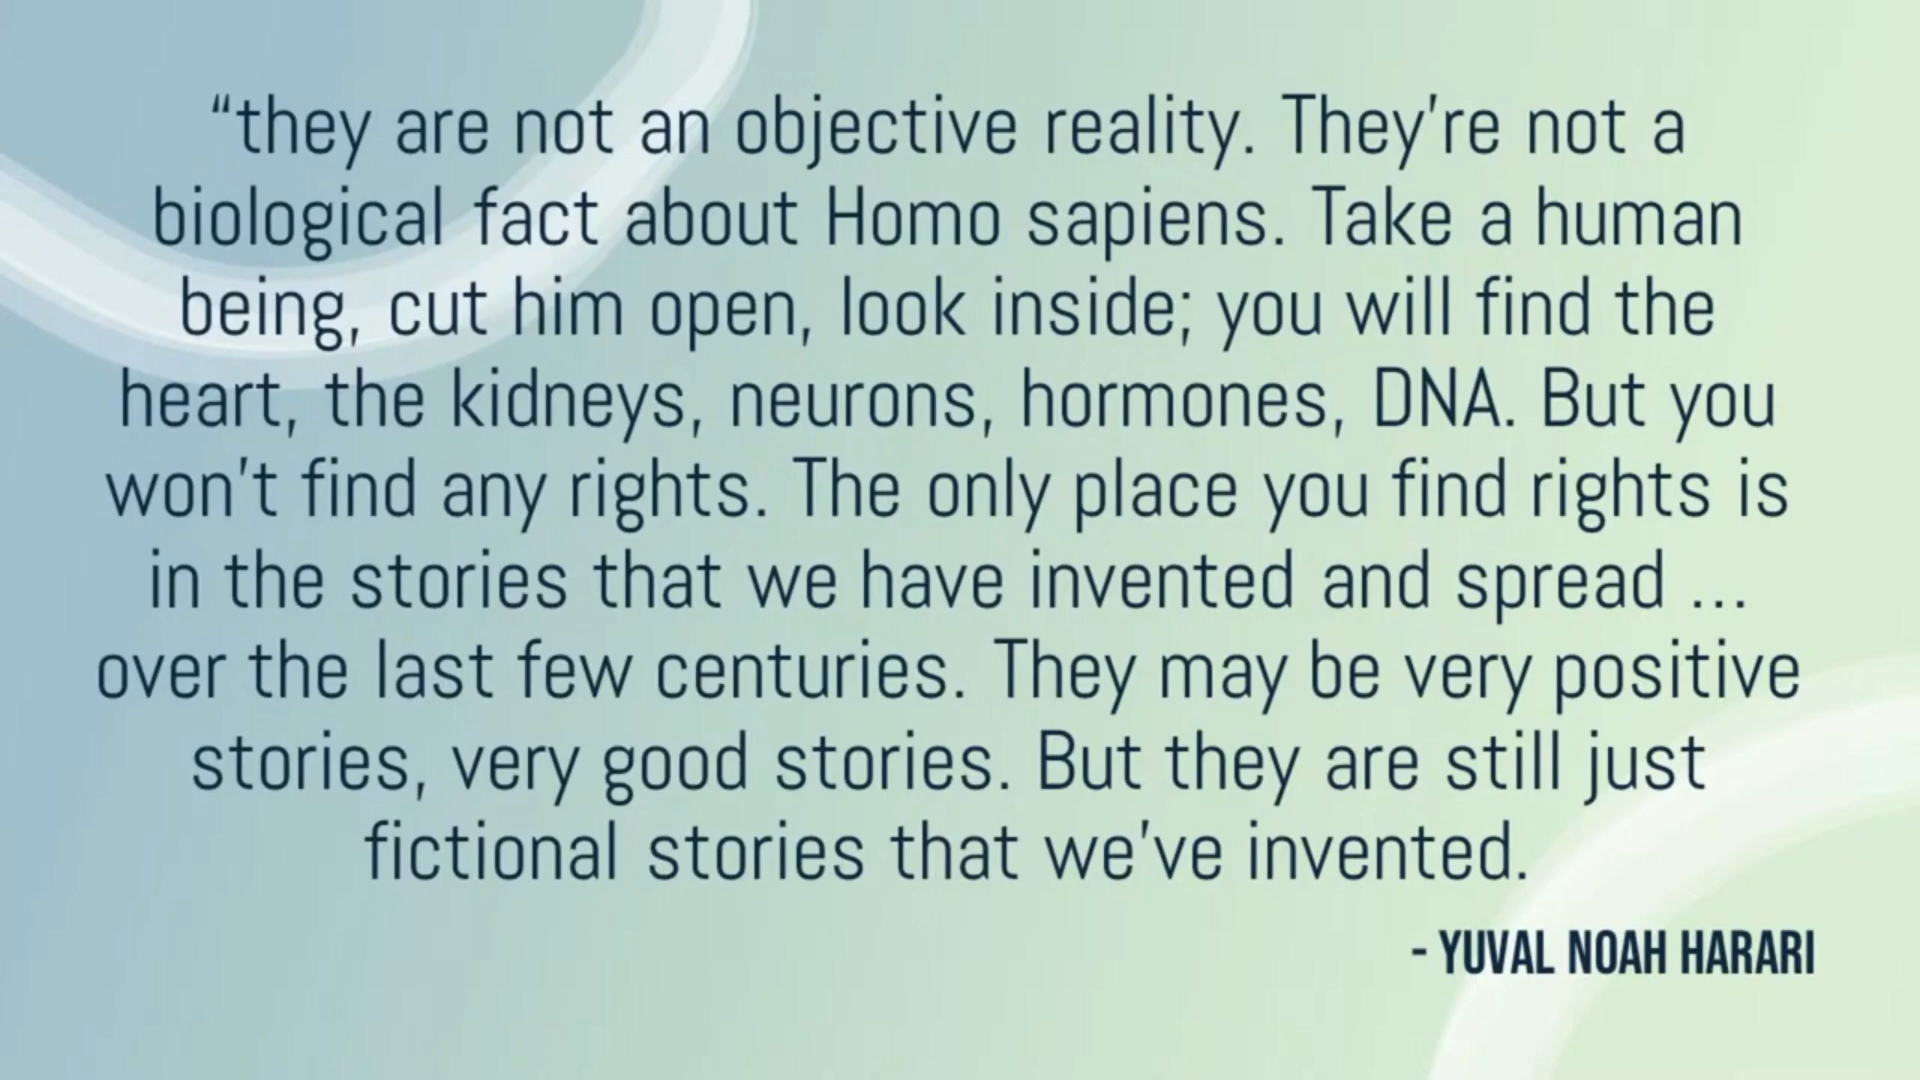 “they are not an objective reality. They’re not a
biological fact about Homo sapiens. Take a human
being, cut him open, look inside; you will find the
heart, the kidneys, neurons, hormones, DNA. But you
won’t find any rights. The only place you find rights is
in the stories that we have invented and spread ...
over the last few centuries. They may be very positive
stories, very good stories. But they are still just
fictional stories that we’ve invented.
- YUVAL NOAH HARARI